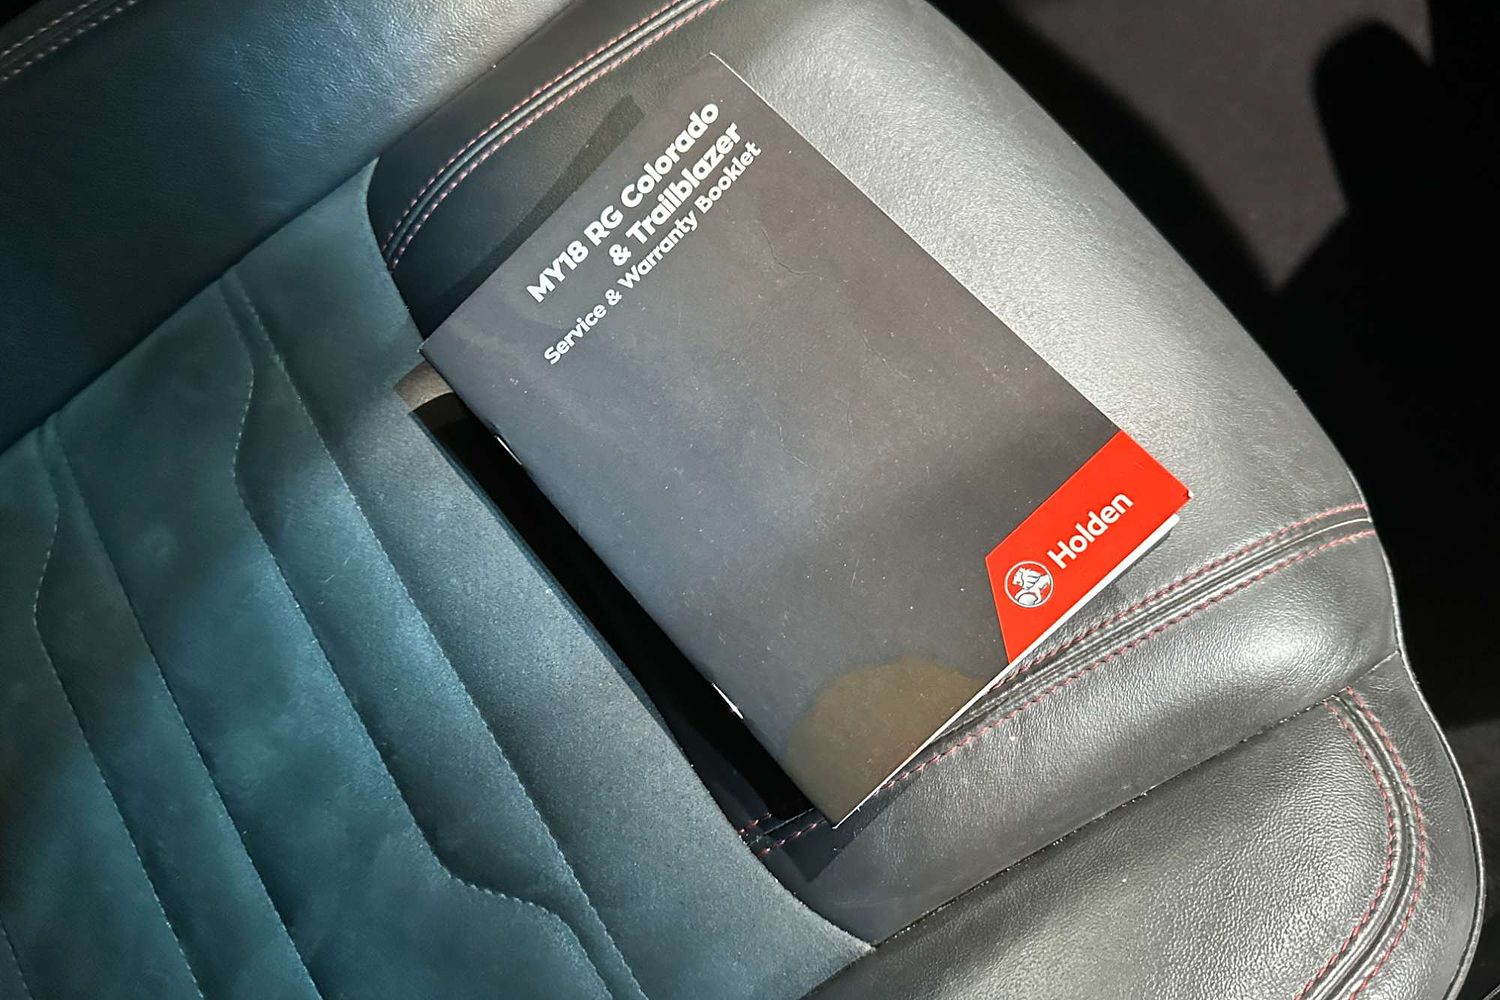 MY18 RG Colorado
& Trailblazer
Service & Warranty Booklet
Holden